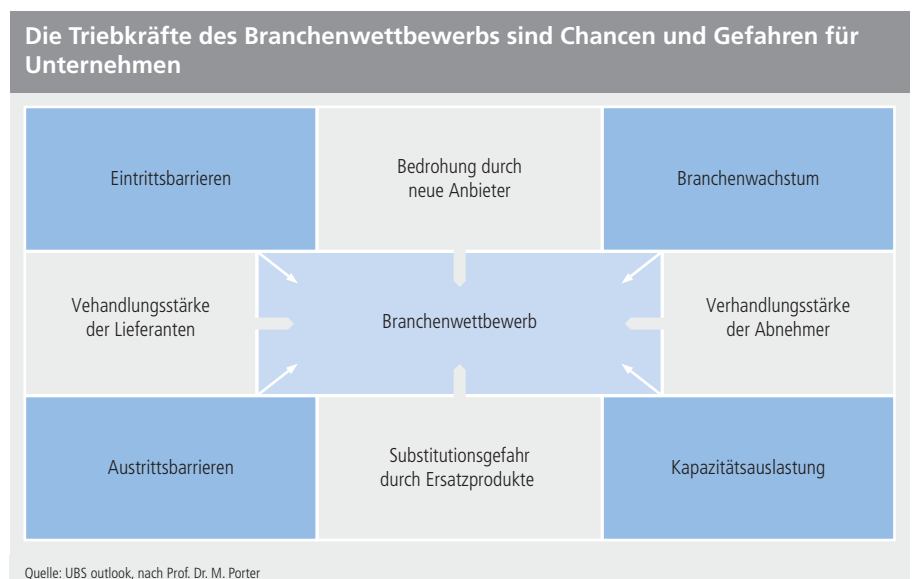 Die Triebkräfte des Branchenwettbewerbs sind Chancen und Gefahren für
Unternehmen
Eintrittsbarrieren
Bedrohung durch
neue Anbieter
Branchenwachstum
Vehandlungsstärke
der Lieferanten
Branchenwettbewerb
Verhandlungsstärke
der Abnehmer
Austrittsbarrieren
Substitutionsgefahr
durch Ersatzprodukte
Kapazitätsauslastung
Quelle: UBS outlook, nach Prof. Dr. M. Porter